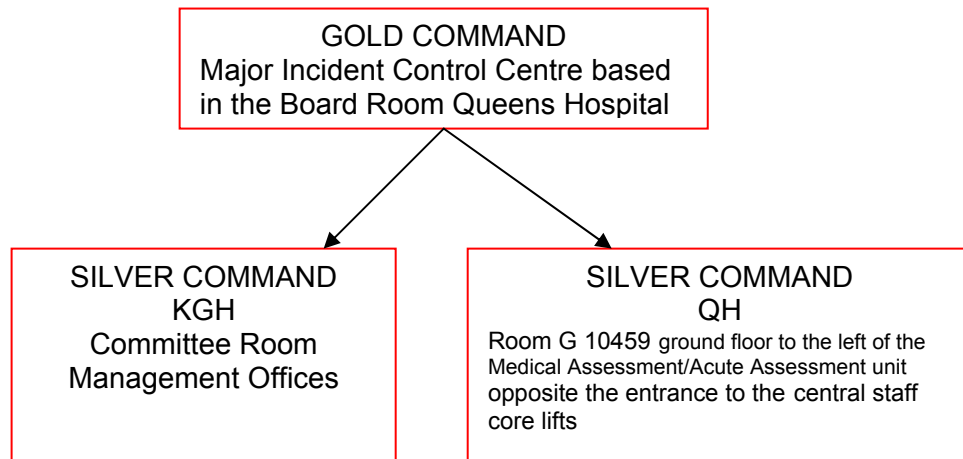 GOLD COMMAND
Major Incident Control Centre based
in the Board Room Queens Hospital
SILVER COMMAND
KGH
Committee Room
Management Offices
SILVER COMMAND
QH
Room G 10459 ground floor to the left of the
Medical Assessment/Acute Assessment unit
opposite the entrance to the central staff
core lifts